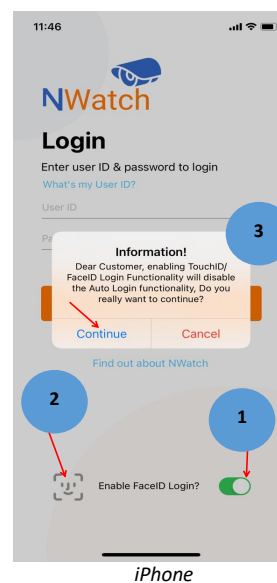 11:46
NWatch
Login
Enter user ID & password to login
What's my User ID?
User ID
3
Pa
Information!
Dear Customer, enabling TouchID/
FaceID Login Functionality will disable
the Auto Login functionality, Do you
really want to continue?
Continue
Cancel
Find out about NWatch
2
1
Enable FaceID Login?
iPhone